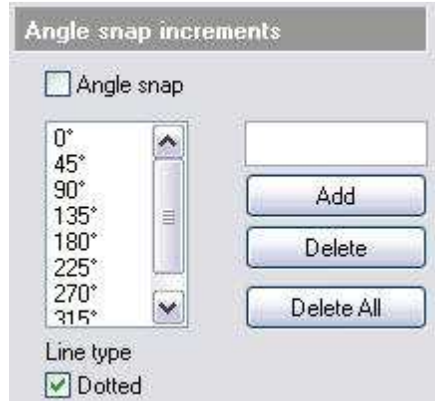 Angle snap increments
Angle snap
0°
45°
90°
135°
180°
225°
270°
315°
Add
Delete
Delete All
Line type
Dotted